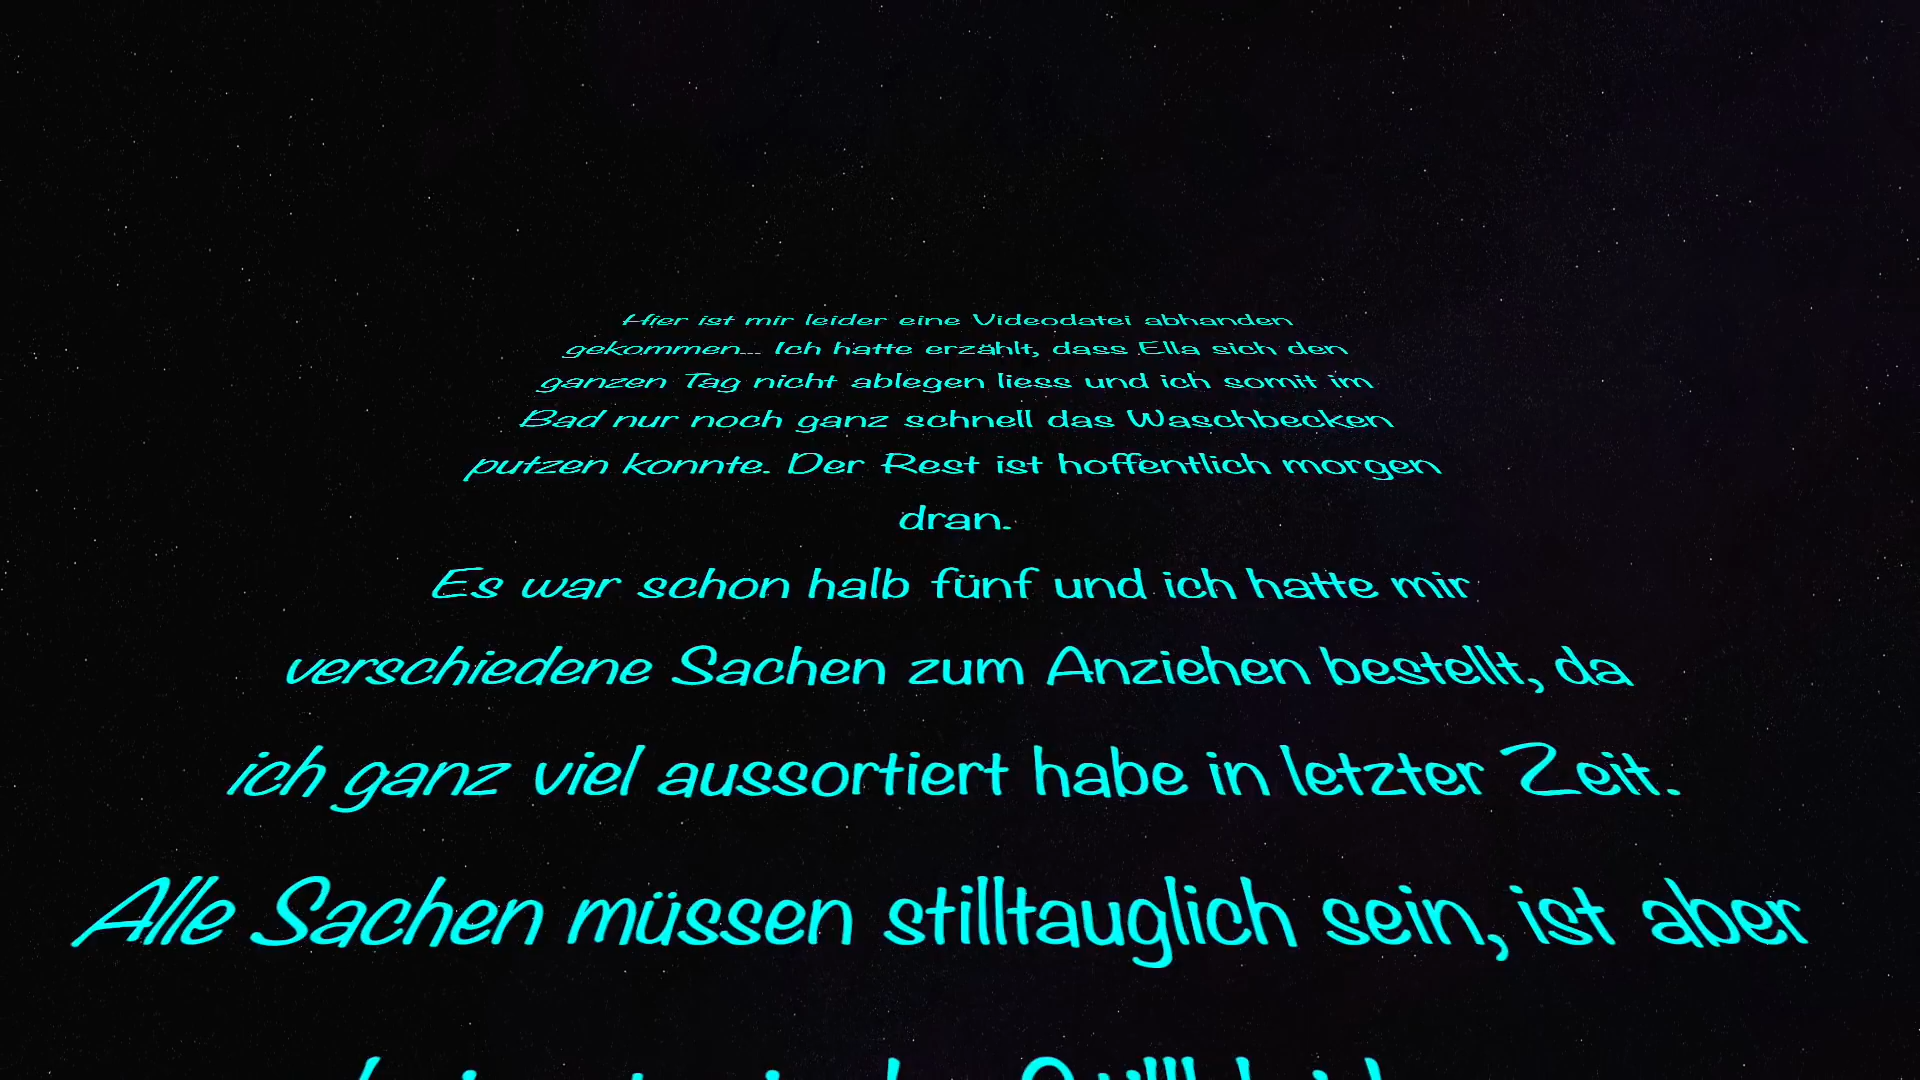 Hier ist mir leider eine Videodatei abhanden
gekommen... Ich hatte erzählt, dass Ella sich den
ganzen Tag nicht ablegen liess und ich somit im
Bad nur noch ganz schnell das Waschbecken
putzen konnte. Der Rest ist hoffentlich morgen
dran.
Es war schon halb fünf und ich hatte mir
verschiedene Sachen zum Anziehen bestellt, da
ich ganz viel aussortiert habe in letzter Zeit.
Alle Sachen müssen stilltauglich sein, ist aber